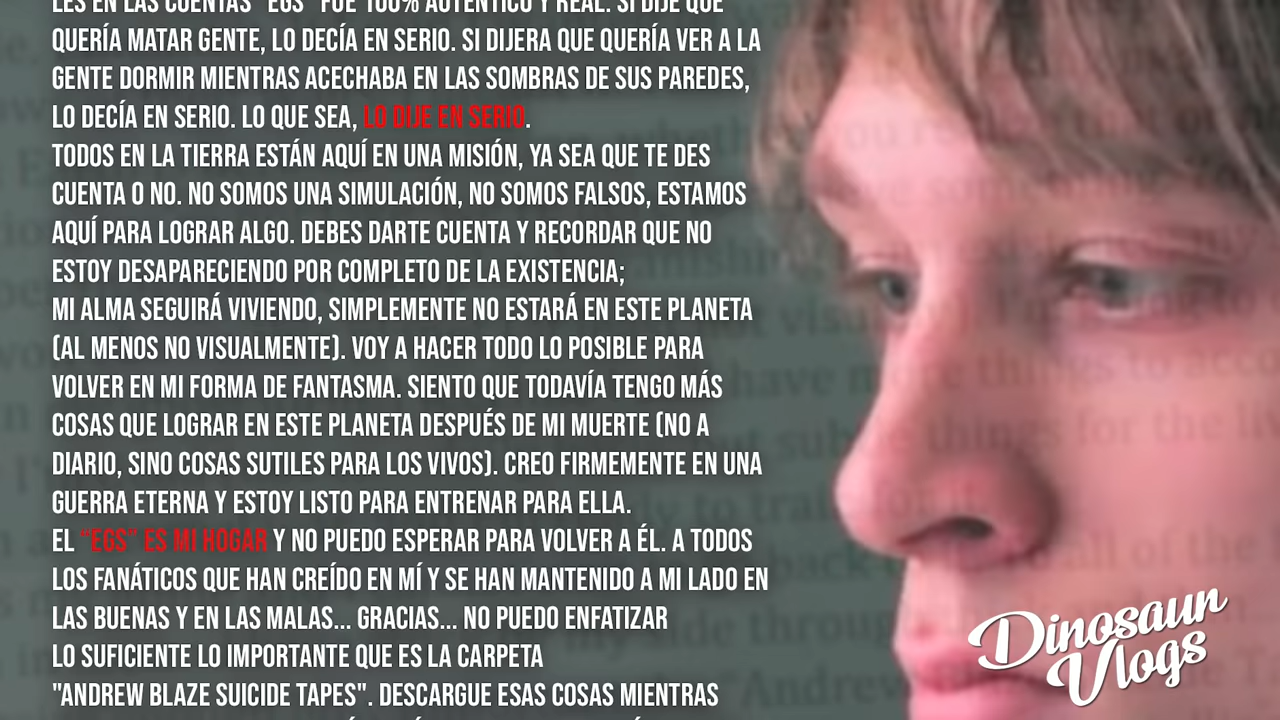 LES EN LAS CUENTAS "EGS" FUE 100% AUTÉNTICO Y REAL. SI DIJE QUE
QUERÍA MATAR GENTE, LO DECÍA EN SERIO. SI DIJERA QUE QUERÍA VER A LA
GENTE DORMIR MIENTRAS ACECHABA EN LAS SOMBRAS DE SUS PAREDES,
LO DECÍA EN SERIO. LO QUE SEA, LO DIJE EN SERIO.
TODOS EN LA TIERRA ESTÁN AQUÍ EN UNA MISIÓN, YA SEA QUE TE DES
CUENTA O NO. NO SOMOS UNA SIMULACIÓN, NO SOMOS FALSOS, ESTAMOS
AQUÍ PARA LOGRAR ALGO. DEBES DARTE CUENTA Y RECORDAR QUE NO
ESTOY DESAPARECIENDO POR COMPLETO DE LA EXISTENCIA;
MI ALMA SEGUIRÁ VIVIENDO, SIMPLEMENTE NO ESTARÁ EN ESTE PLANETA
(AL MENOS NO VISUALMENTE). VOY A HACER TODO LO POSIBLE PARA
VOLVER EN MI FORMA DE FANTASMA. SIENTO QUE TODAVÍA TENGO MÁS
COSAS QUE LOGRAR EN ESTE PLANETA DESPUÉS DE MI MUERTE (NO A
DIARIO, SINO COSAS SUTILES PARA LOS VIVOS). CREO FIRMEMENTE EN UNA
GUERRA ETERNA Y ESTOY LISTO PARA ENTRENAR PARA ELLA.
EL "EGS" ES MI HOGAR Y NO PUEDO ESPERAR PARA VOLVER A ÉL. A TODOS
LOS FANÁTICOS QUE HAN CREÍDO EN MÍ Y SE HAN MANTENIDO A MI LADO EN
LAS BUENAS Y EN LAS MALAS... GRACIAS... NO PUEDO ENFATIZAR
LO SUFICIENTE LO IMPORTANTE QUE ES LA CARPETA
"ANDREW BLAZE SUICIDE TAPES". DESCARGUE ESAS COSAS MIENTRAS
Dinosaur
Vlogs